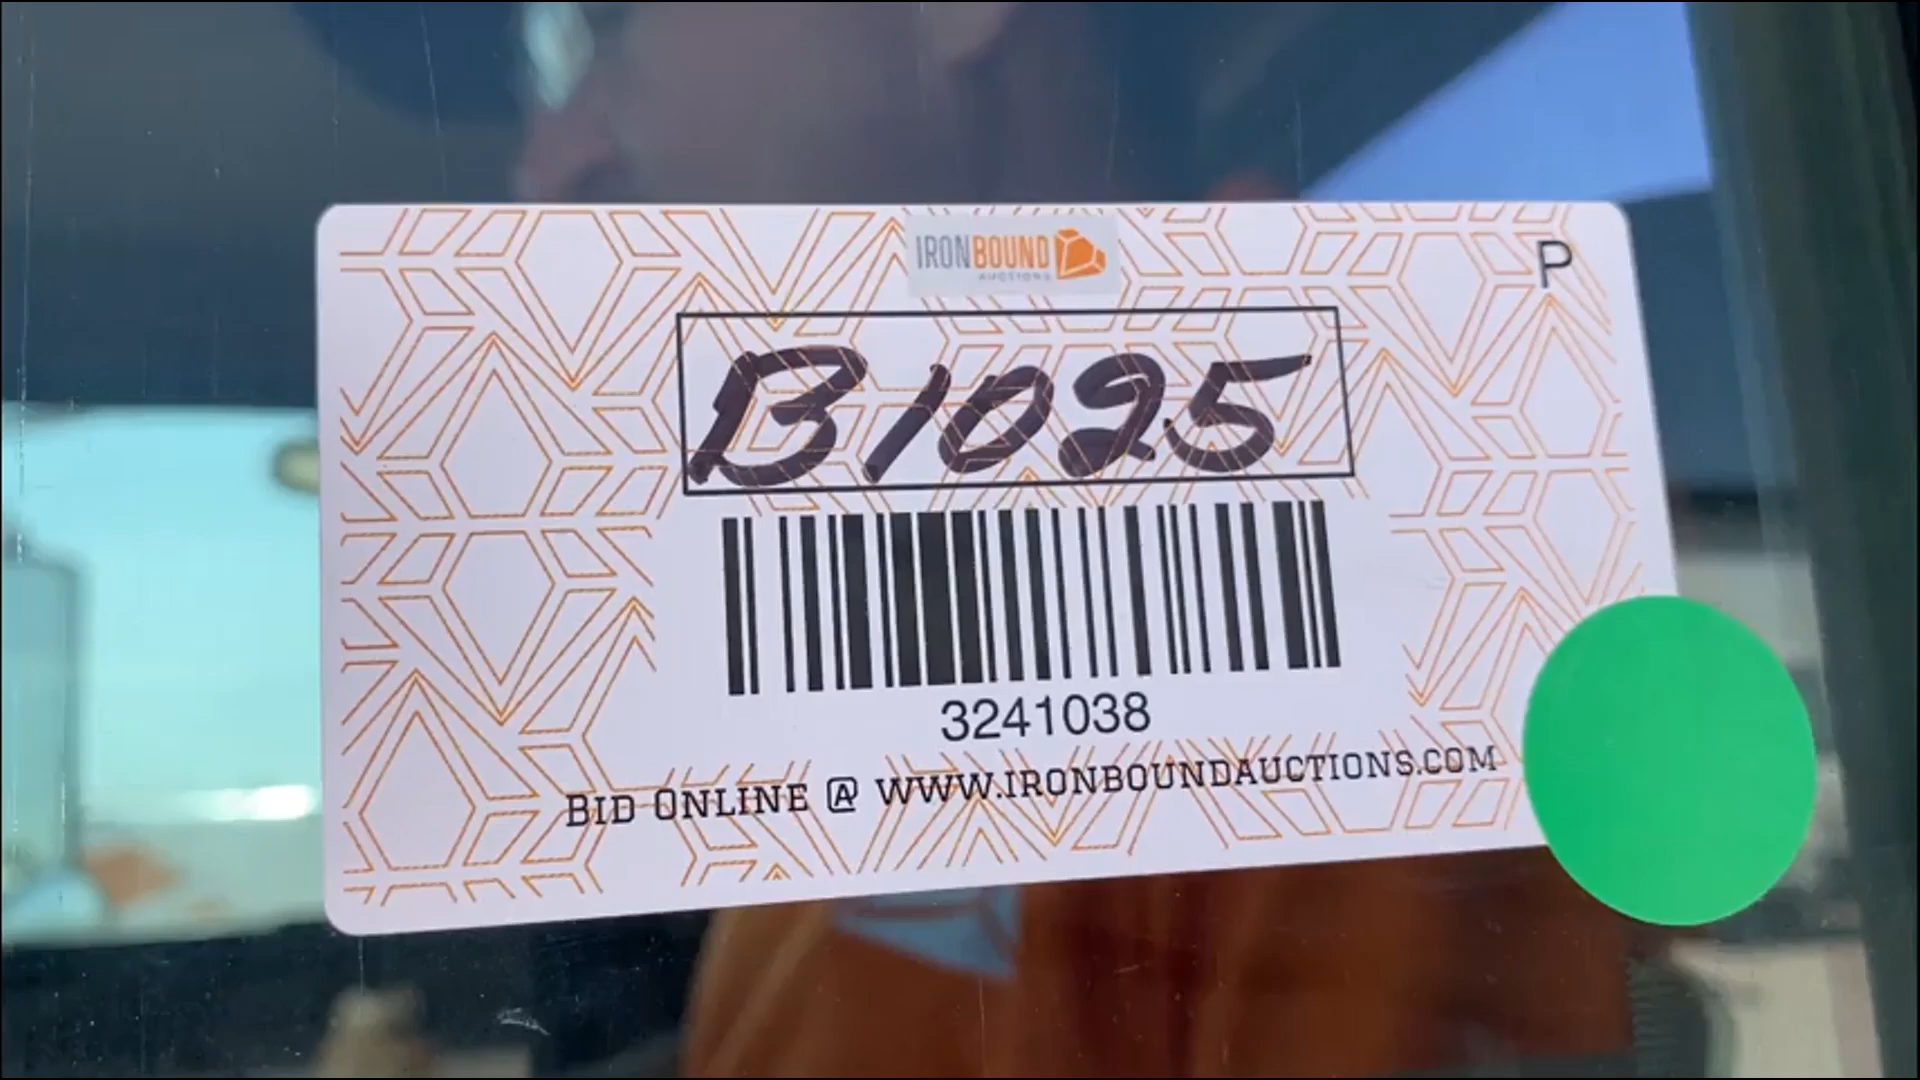 IRONBOUND
AUCTIONS
P
B1025
3241038
BID ONLINE @ WWW.IRONBOUNDAUCTIONS.COM